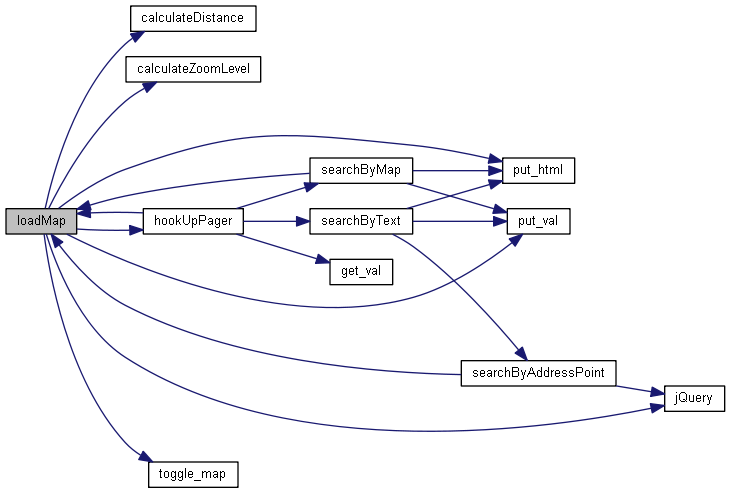 calculateDistance
calculateZoomLevel
searchByMap
put_html
loadMap
hookUpPager
searchByText
put_val
get_val
searchByAddressPoint
jQuery
toggle_map